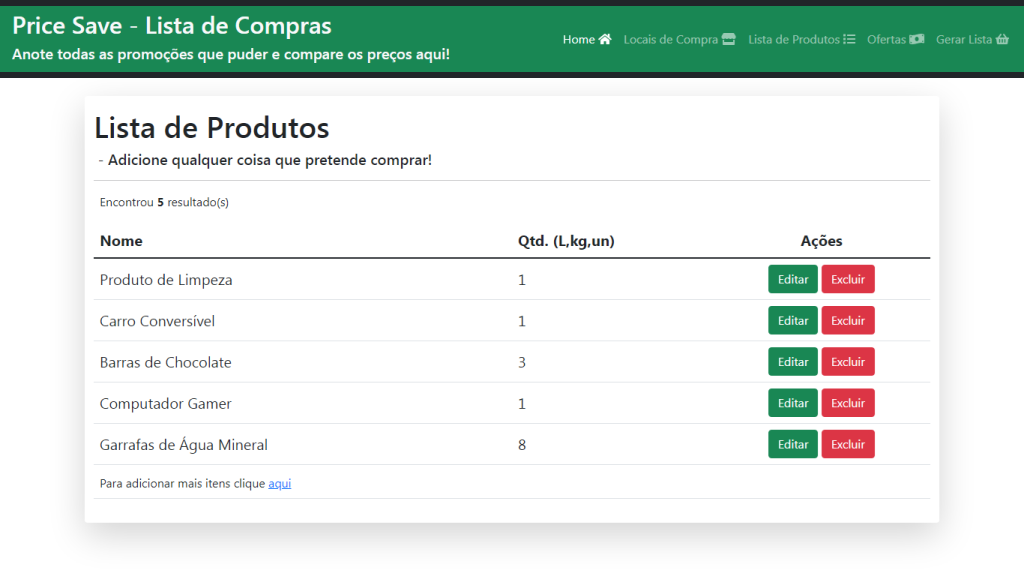 Price Save - Lista de Compras
Anote todas as promoções que puder e compare os preços aqui!
Home
Locais de Compra
Lista de Produtos
Ofertas
Gerar Lista
Lista de Produtos
- Adicione qualquer coisa que pretende comprar!
Encontrou 5 resultado(s)
Nome Qtd. (L,kg,un) Ações
Produto de Limpeza 1 Editar Excluir
Carro Conversível 1 Editar Excluir
Barras de Chocolate 3 Editar Excluir
Computador Gamer 1 Editar Excluir
Garrafas de Água Mineral 8 Editar Excluir
Para adicionar mais itens clique aqui